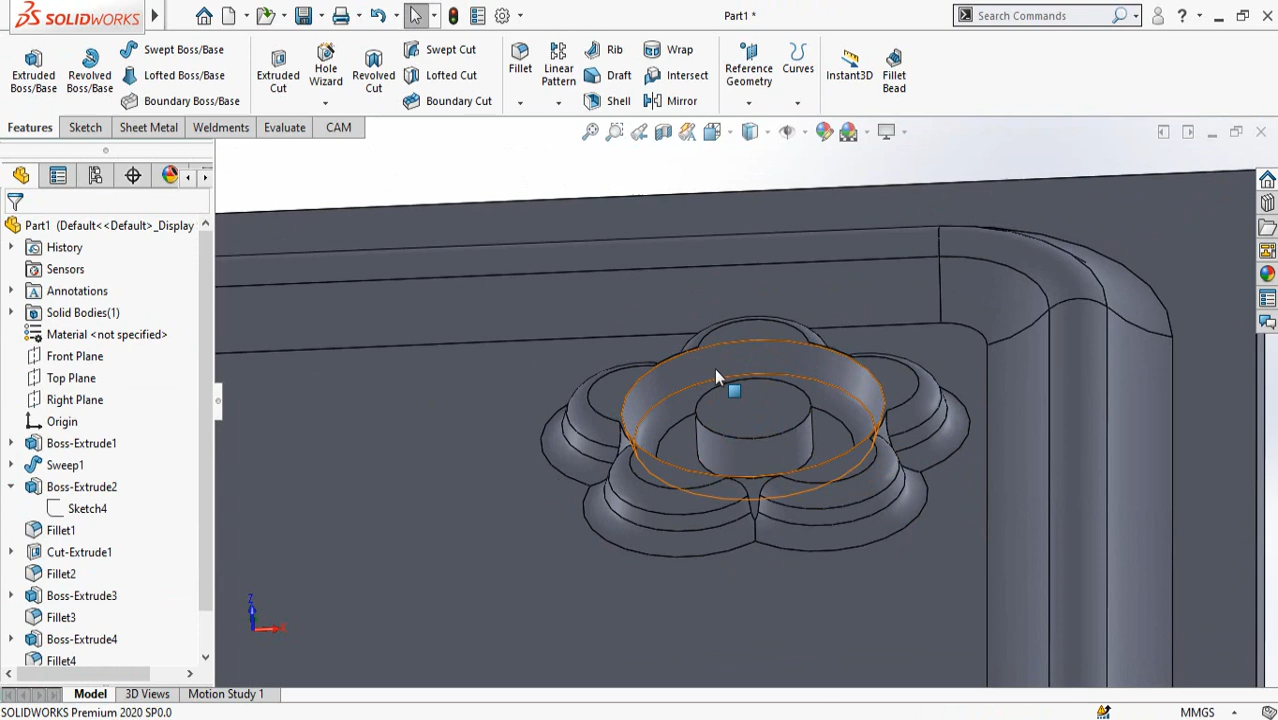 SOLIDWORKS
Part1 *
Search Commands
?
Extruded Boss/Base
Revolved Boss/Base
Swept Boss/Base
Lofted Boss/Base
Boundary Boss/Base
Extruded Cut
Hole Wizard
Revolved Cut
Swept Cut
Lofted Cut
Boundary Cut
Fillet
Linear Pattern
Rib
Draft
Shell
Wrap
Intersect
Mirror
Reference Geometry
Curves
Instant3D
Fillet Bead
Features
Sketch
Sheet Metal
Weldments
Evaluate
CAM
Part1 (Default<<Default>_Display
History
Sensors
Annotations
Solid Bodies(1)
Material <not specified>
Front Plane
Top Plane
Right Plane
Origin
Boss-Extrude1
Sweep1
Boss-Extrude2
Sketch4
Fillet1
Cut-Extrude1
Fillet2
Boss-Extrude3
Fillet3
Boss-Extrude4
Fillet4
Z
X
Model
3D Views
Motion Study 1
SOLIDWORKS Premium 2020 SP0.0
MMGS